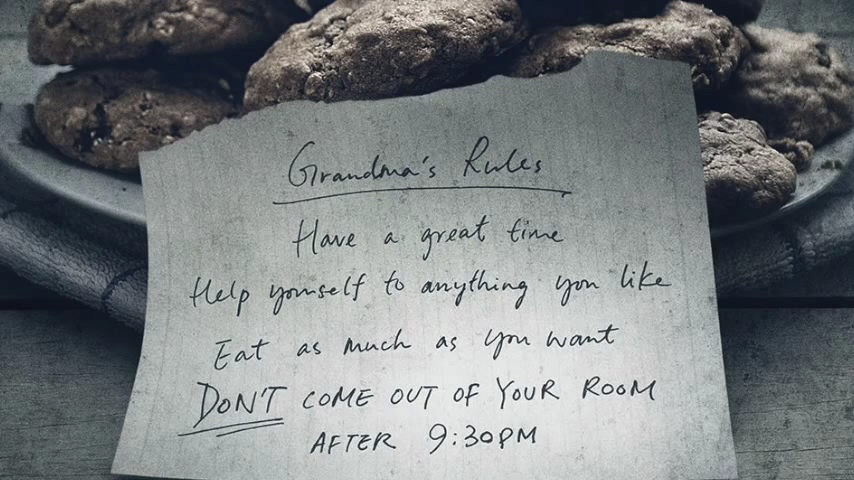 Grandma's Rules
Have a great time
Help yourself to anything you like
Eat as much as you want
DON'T COME OUT OF YOUR ROOM
AFTER 9:30PM